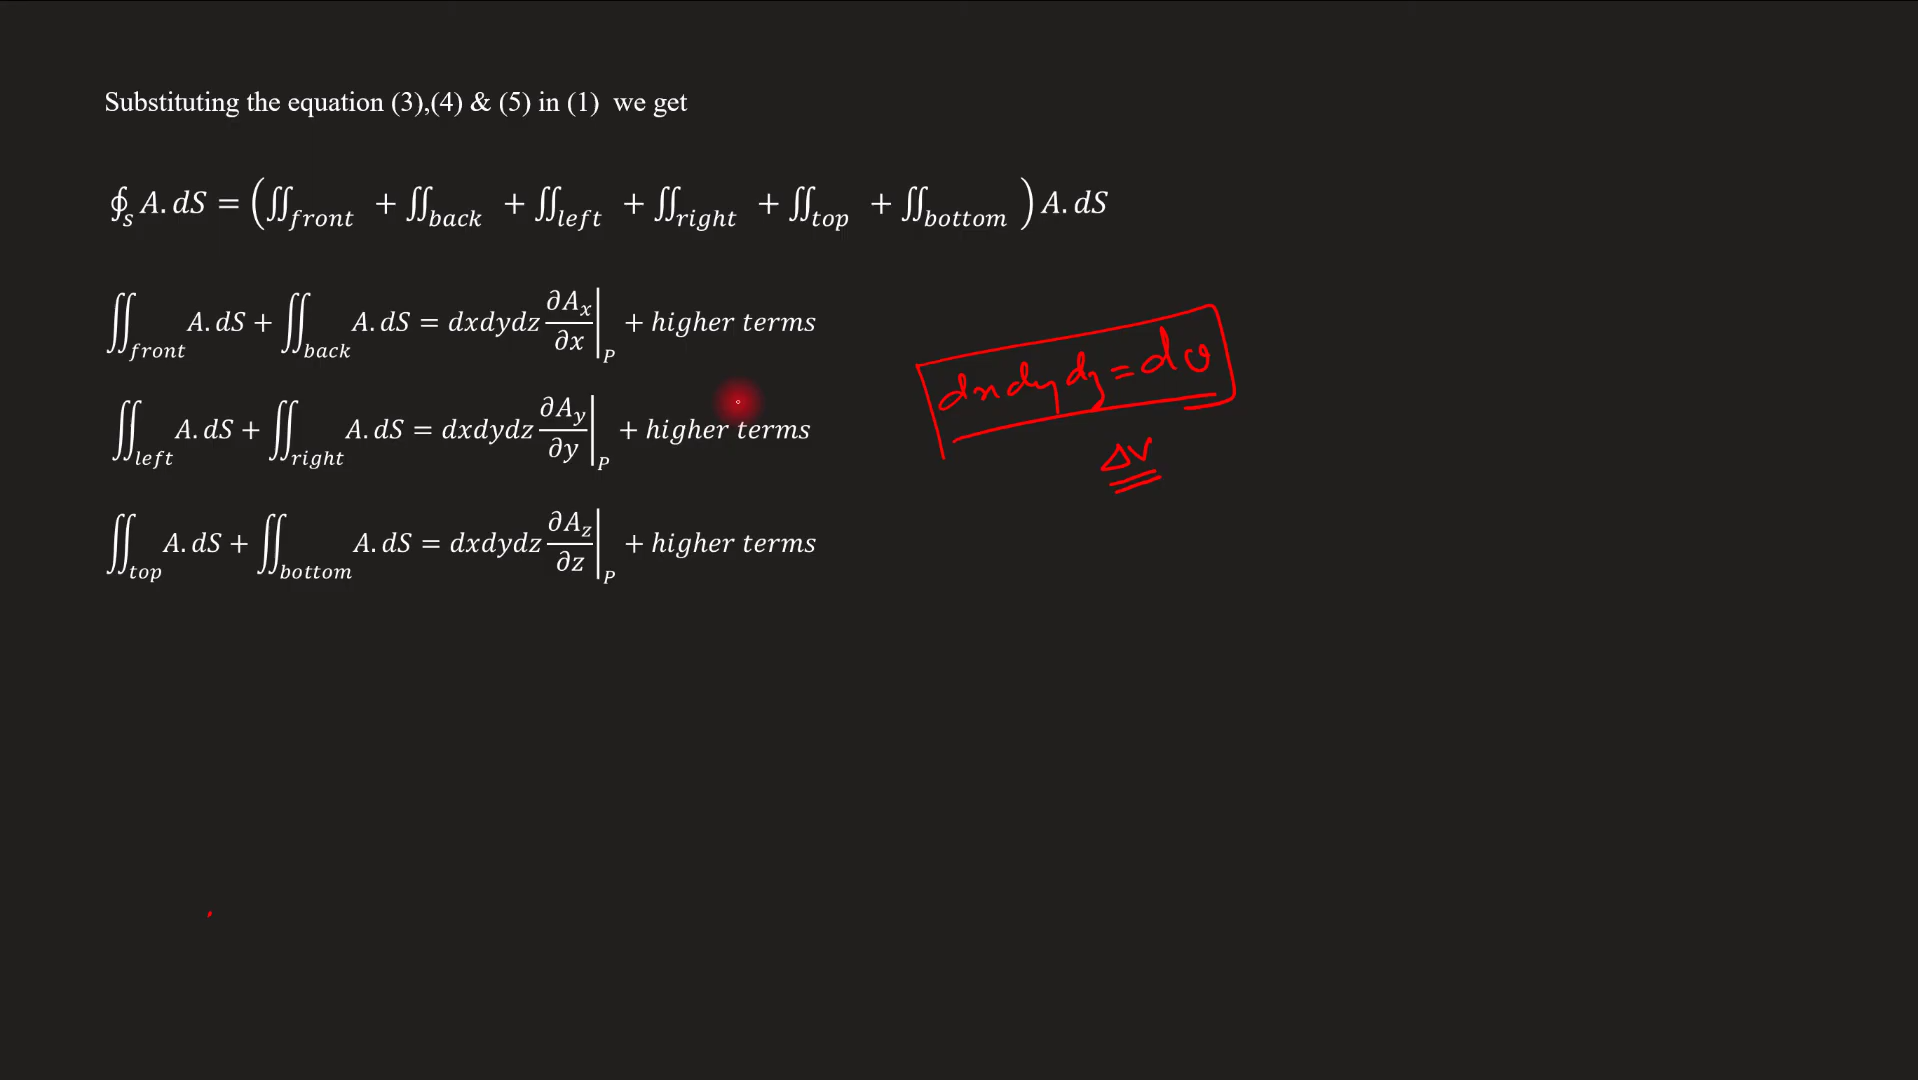 Substituting the equation (3),(4) & (5) in (1) we get
∮_s A.dS = (∬_front + ∬_back + ∬_left + ∬_right + ∬_top + ∬_bottom ) A.dS
∬_front A.dS + ∬_back A.dS = dxdydz ∂A_x/∂x|_P + higher terms
dxdydz = dv
∬_left A.dS + ∬_right A.dS = dxdydz ∂A_y/∂y|_P + higher terms
Δv
∬_top A.dS + ∬_bottom A.dS = dxdydz ∂A_z/∂z|_P + higher terms